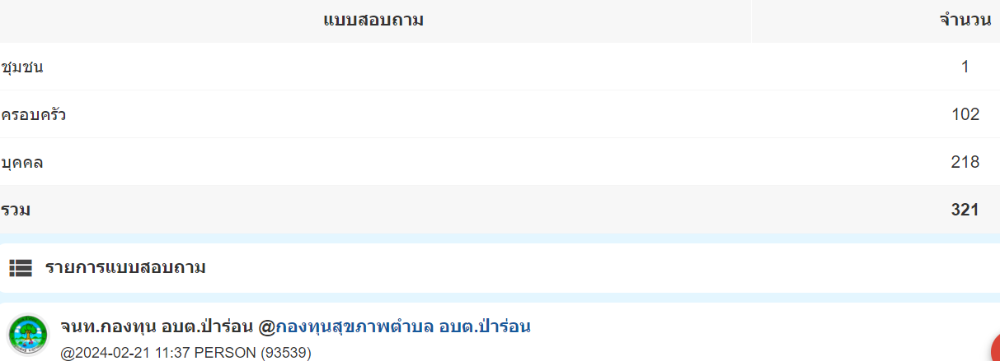 แบบสอบถาม จำนวน
ชุมชน 1
ครอบครัว 102
บุคคล 218
รวม 321
รายการแบบสอบถาม
จนท.กองทุน อบต.ป่าร่อน @กองทุนสุขภาพตำบล อบต.ป่าร่อน
@2024-02-21 11:37 PERSON (93539)